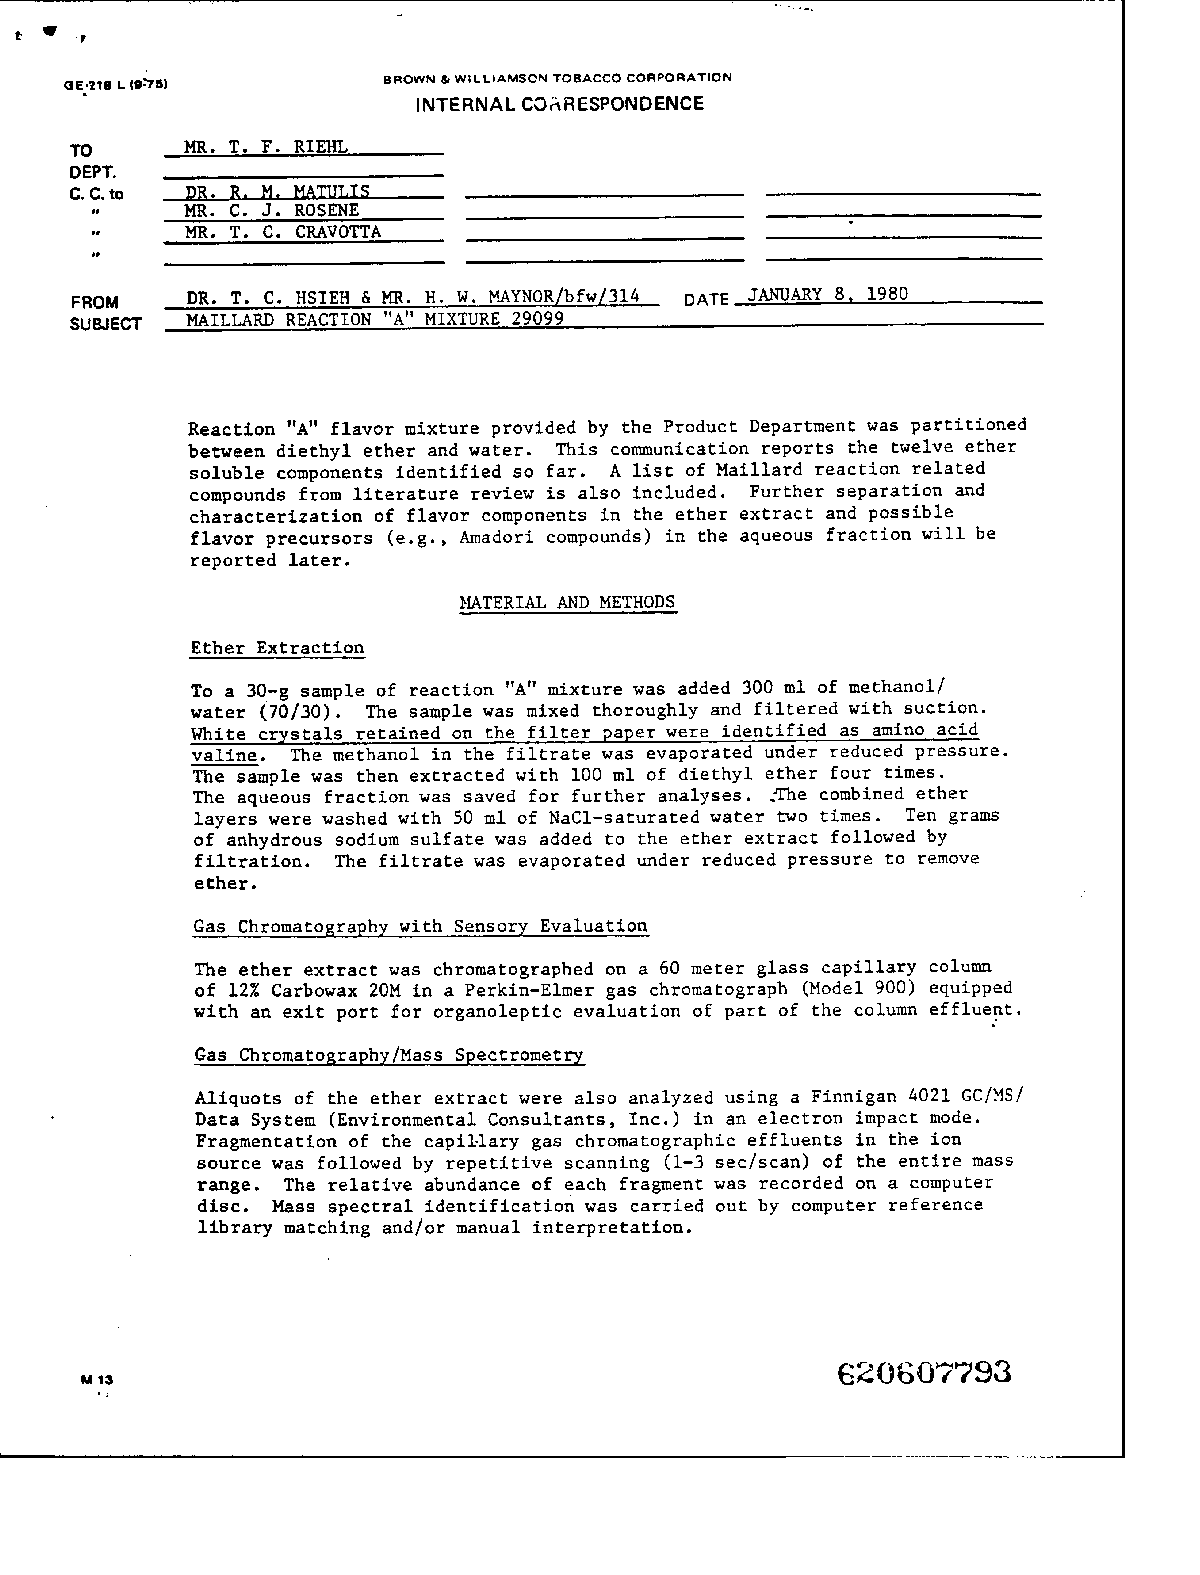 GE-218 L (9-75)
BROWN & WILLIAMSON TOBACCO CORPORATION
INTERNAL CORRESPONDENCE
TO MR. T. F. RIEHL
DEPT.
C. C. to DR. R. M. MATULIS
" MR. C. J. ROSENE
" MR. T. C. CRAVOTTA
"
FROM DR. T. C. HSIEH & MR. H. W. MAYNOR/bfw/314 DATE JANUARY 8, 1980
SUBJECT MAILLARD REACTION "A" MIXTURE 29099
Reaction "A" flavor mixture provided by the Product Department was partitioned
between diethyl ether and water. This communication reports the twelve ether
soluble components identified so far. A list of Maillard reaction related
compounds from literature review is also included. Further separation and
characterization of flavor components in the ether extract and possible
flavor precursors (e.g., Amadori compounds) in the aqueous fraction will be
reported later.
MATERIAL AND METHODS
Ether Extraction
To a 30-g sample of reaction "A" mixture was added 300 ml of methanol/
water (70/30). The sample was mixed thoroughly and filtered with suction.
White crystals retained on the filter paper were identified as amino acid
valine. The methanol in the filtrate was evaporated under reduced pressure.
The sample was then extracted with 100 ml of diethyl ether four times.
The aqueous fraction was saved for further analyses. The combined ether
layers were washed with 50 ml of NaCl-saturated water two times. Ten grams
of anhydrous sodium sulfate was added to the ether extract followed by
filtration. The filtrate was evaporated under reduced pressure to remove
ether.
Gas Chromatography with Sensory Evaluation
The ether extract was chromatographed on a 60 meter glass capillary column
of 12% Carbowax 20M in a Perkin-Elmer gas chromatograph (Model 900) equipped
with an exit port for organoleptic evaluation of part of the column effluent.
Gas Chromatography/Mass Spectrometry
Aliquots of the ether extract were also analyzed using a Finnigan 4021 GC/MS/
Data System (Environmental Consultants, Inc.) in an electron impact mode.
Fragmentation of the capillary gas chromatographic effluents in the ion
source was followed by repetitive scanning (1-3 sec/scan) of the entire mass
range. The relative abundance of each fragment was recorded on a computer
disc. Mass spectral identification was carried out by computer reference
library matching and/or manual interpretation.
M 13
620607793